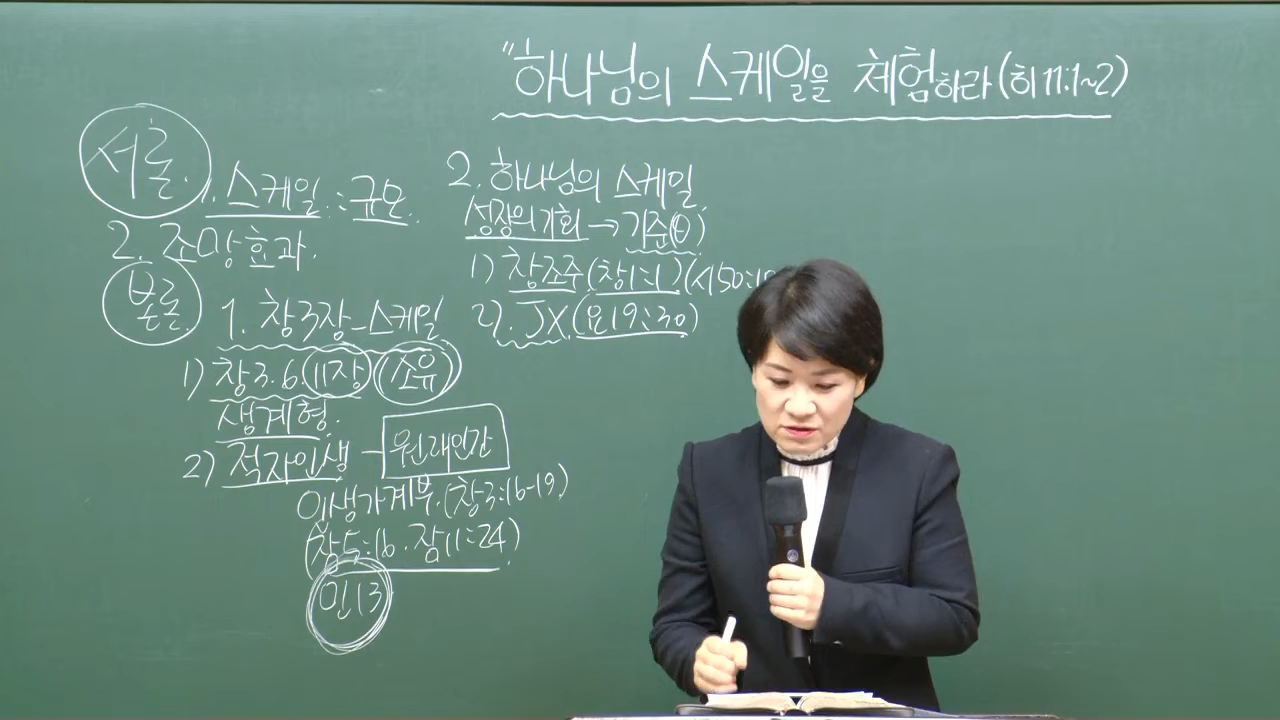 "하나님의 스케일을 체험하라 (히 11:1~2)
서론. 1. 스케일 : 규모.
2. 조망효과.
본론. 1. 창3장-스케일
1) 창3.6.11장 소유
생계형.
2) 적자인생 - 원래인간
인생가계부.(창3:16-19)
(잠5:16. 잠11:24)
민13
2. 하나님의 스케일.
성장의기회 → 기준(
1) 창조주(창1:1)(시50:1
2). JX(요19:30)